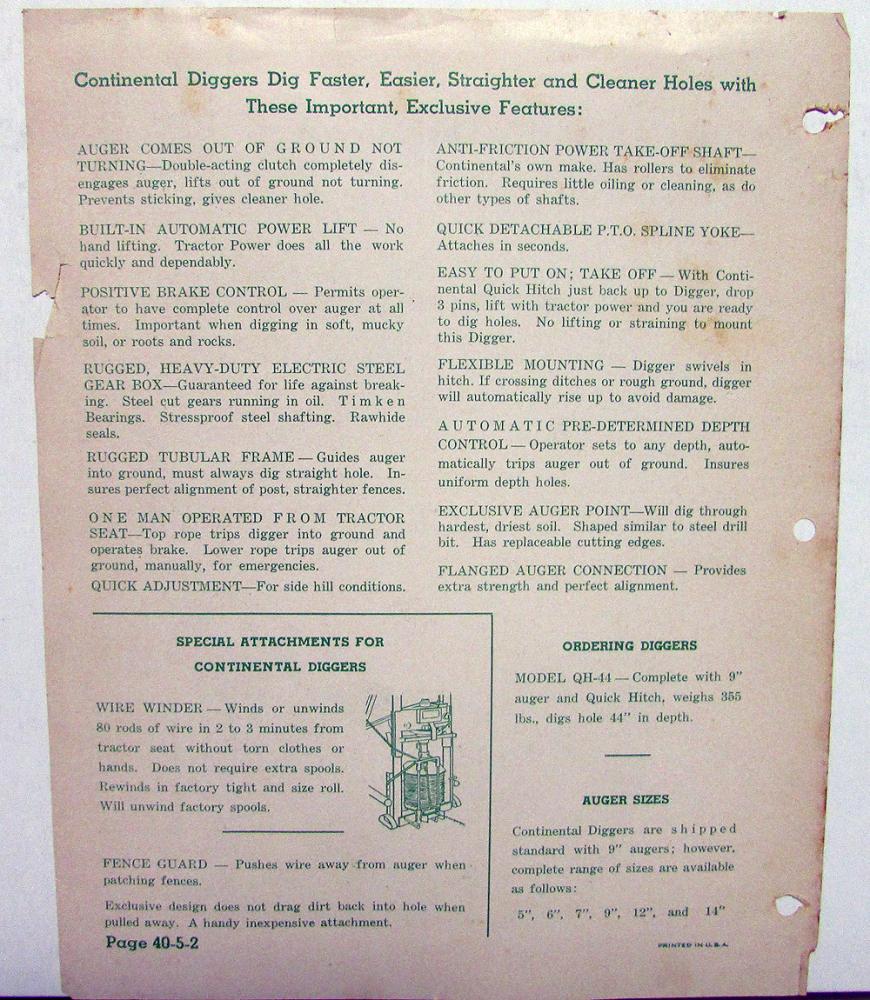 Continental Diggers Dig Faster, Easier, Straighter and Cleaner Holes with
These Important, Exclusive Features:
AUGER COMES OUT OF GROUND NOT
TURNING—Double-acting clutch completely dis-
engages auger, lifts out of ground not turning.
Prevents sticking, gives cleaner hole.
BUILT-IN AUTOMATIC POWER LIFT — No
hand lifting. Tractor Power does all the work
quickly and dependably.
POSITIVE BRAKE CONTROL — Permits oper-
ator to have complete control over auger at all
times. Important when digging in soft, mucky
soil, or roots and rocks.
RUGGED, HEAVY-DUTY ELECTRIC STEEL
GEAR BOX—Guaranteed for life against break-
ing. Steel cut gears running in oil. Timken
Bearings. Stressproof steel shafting. Rawhide
seals.
RUGGED TUBULAR FRAME — Guides auger
into ground, must always dig straight hole. In-
sures perfect alignment of post, straighter fences.
ONE MAN OPERATED FROM TRACTOR
SEAT—Top rope trips digger into ground and
operates brake. Lower rope trips auger out of
ground, manually, for emergencies.
QUICK ADJUSTMENT—For side hill conditions.
ANTI-FRICTION POWER TAKE-OFF SHAFT—
Continental's own make. Has rollers to eliminate
friction. Requires little oiling or cleaning, as do
other types of shafts.
QUICK DETACHABLE P.T.O. SPLINE YOKE—
Attaches in seconds.
EASY TO PUT ON; TAKE OFF — With Conti-
nental Quick Hitch just back up to Digger, drop
3 pins, lift with tractor power and you are ready
to dig holes. No lifting or straining to mount
this Digger.
FLEXIBLE MOUNTING — Digger swivels in
hitch. If crossing ditches or rough ground, digger
will automatically rise up to avoid damage.
AUTOMATIC PRE-DETERMINED DEPTH
CONTROL — Operator sets to any depth, auto-
matically trips auger out of ground. Insures
uniform depth holes.
EXCLUSIVE AUGER POINT—Will dig through
hardest, driest soil. Shaped similar to steel drill
bit. Has replaceable cutting edges.
FLANGED AUGER CONNECTION — Provides
extra strength and perfect alignment.
SPECIAL ATTACHMENTS FOR
CONTINENTAL DIGGERS
WIRE WINDER — Winds or unwinds
80 rods of wire in 2 to 3 minutes from
tractor seat without torn clothes or
hands. Does not require extra spools.
Rewinds in factory tight and size roll.
Will unwind factory spools.
FENCE GUARD — Pushes wire away from auger when
patching fences.
Exclusive design does not drag dirt back into hole when
pulled away. A handy inexpensive attachment.
ORDERING DIGGERS
MODEL QH-44 — Complete with 9"
auger and Quick Hitch, weighs 355
lbs., digs hole 44" in depth.
AUGER SIZES
Continental Diggers are shipped
standard with 9" augers; however,
complete range of sizes are available
as follows:
5", 6", 7", 9", 12", and 14"
Page 40-5-2
PRINTED IN U.S.A.